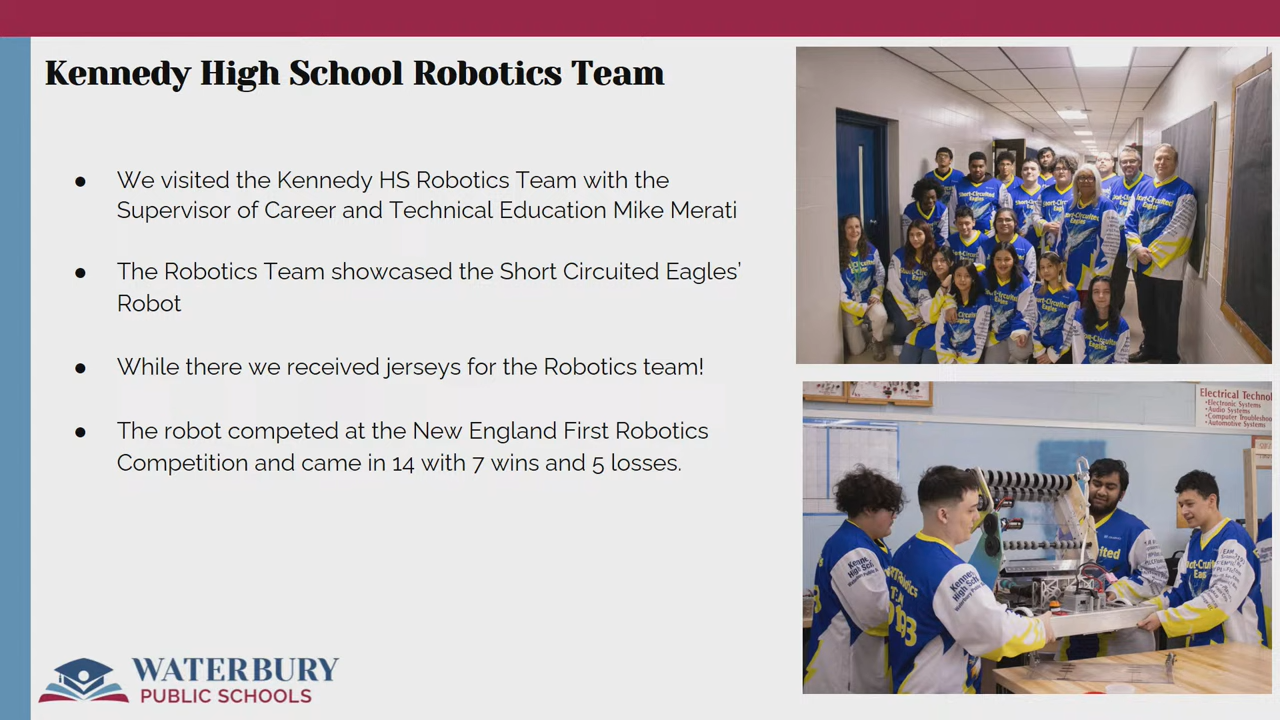 Kennedy High School Robotics Team
● We visited the Kennedy HS Robotics Team with the
Supervisor of Career and Technical Education Mike Merati
● The Robotics Team showcased the Short Circuited Eagles’
Robot
● While there we received jerseys for the Robotics team!
● The robot competed at the New England First Robotics
Competition and came in 14 with 7 wins and 5 losses.
Short-Circuited
Eagles
Electrical Technol
•Electronic Systems
•Audio Systems
•Computer Troubleshoo
•Automotive Systems
Kenne
High Sch
Kennedy
High Sch
WATERBURY
PUBLIC SCHOOLS